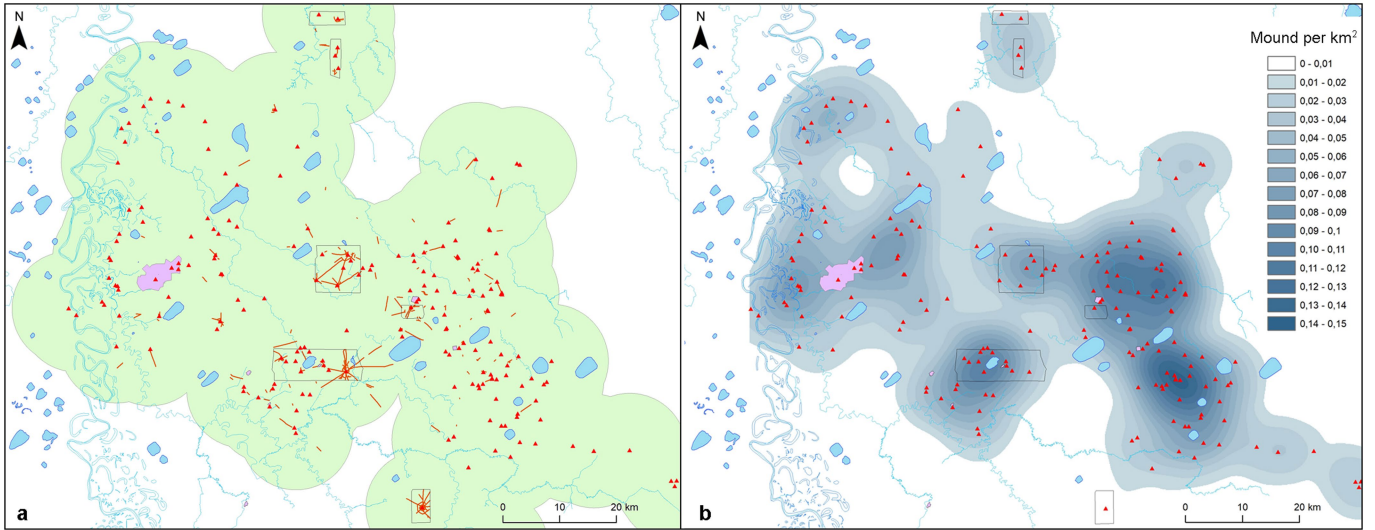 N
a
0 10 20 km
N
Mound per km²
0 - 0,01
0,01 - 0,02
0,02 - 0,03
0,03 - 0,04
0,04 - 0,05
0,05 - 0,06
0,06 - 0,07
0,07 - 0,08
0,08 - 0,09
0,09 - 0,1
0,10 - 0,11
0,11 - 0,12
0,12 - 0,13
0,13 - 0,14
0,14 - 0,15
b
0 10 20 km